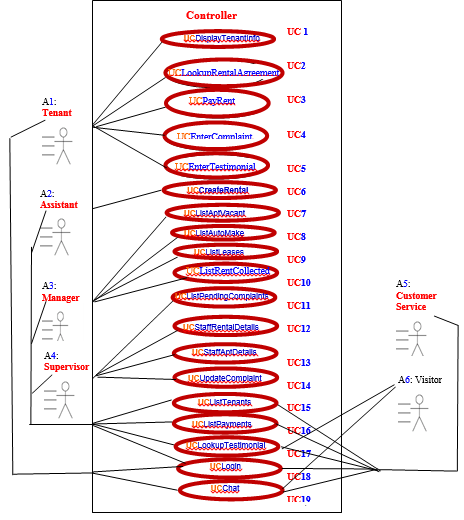 Controller
UCDisplayTenantInfo UC 1
UCLookupRentalAgreement UC2
A1:
Tenant
UCPayRent UC3
UCEnterComplaint UC4
UCEnterTestimonial UC5
A2:
Assistant
UCCreateRental UC6
UCListAptVacant UC7
UCListAutoMake UC8
UCListLeases UC9
A3:
Manager
UCListRentCollected UC10
A5:
Customer
Service
UCListPendingComplaints UC11
UCStaffRentalDetails UC12
A4:
Supervisor
UCStaffAptDetails UC13
UCUpdateComplaint UC14
A6: Visitor
UCListTenants UC15
UCListPayments UC16
UCLookupTestimonial UC17
UCLogin UC18
UCChat UC19